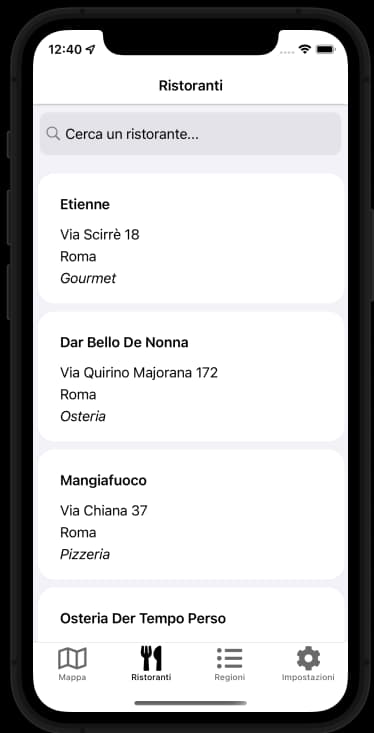 12:40
Ristoranti
Cerca un ristorante...
Etienne
Via Scirrè 18
Roma
Gourmet
Dar Bello De Nonna
Via Quirino Majorana 172
Roma
Osteria
Mangiafuoco
Via Chiana 37
Roma
Pizzeria
Osteria Der Tempo Perso
Mappa Ristoranti Regioni Impostazioni